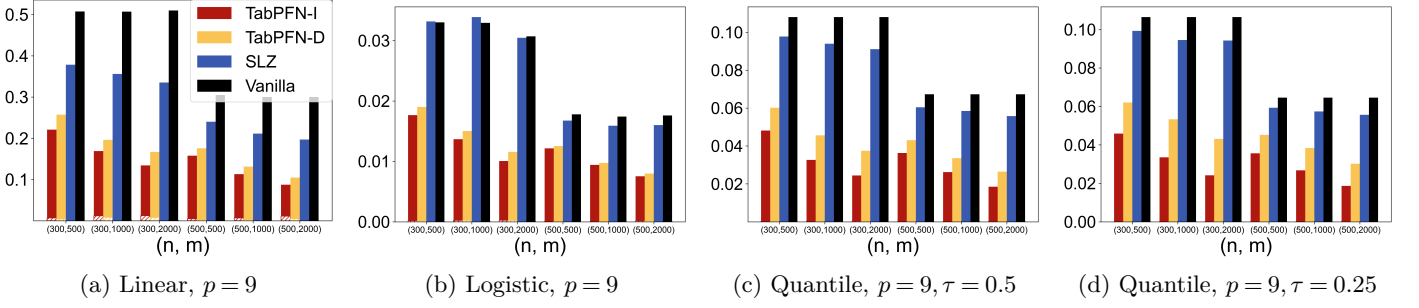 0.5
0.4
0.3
0.2
0.1
TabPFN-I
TabPFN-D
SLZ
Vanilla
(300,500) (300,1000) (300,2000) (500,500) (500,1000) (500,2000)
(n, m)
(a) Linear, p = 9
0.03
0.02
0.01
0.00
(300,500) (300,1000) (300,2000) (500,500) (500,1000) (500,2000)
(n, m)
(b) Logistic, p = 9
0.10
0.08
0.06
0.04
0.02
(300,500) (300,1000) (300,2000) (500,500) (500,1000) (500,2000)
(n, m)
(c) Quantile, p = 9, τ = 0.5
0.10
0.08
0.06
0.04
0.02
0.00
(300,500) (300,1000) (300,2000) (500,500) (500,1000) (500,2000)
(n, m)
(d) Quantile, p = 9, τ = 0.25